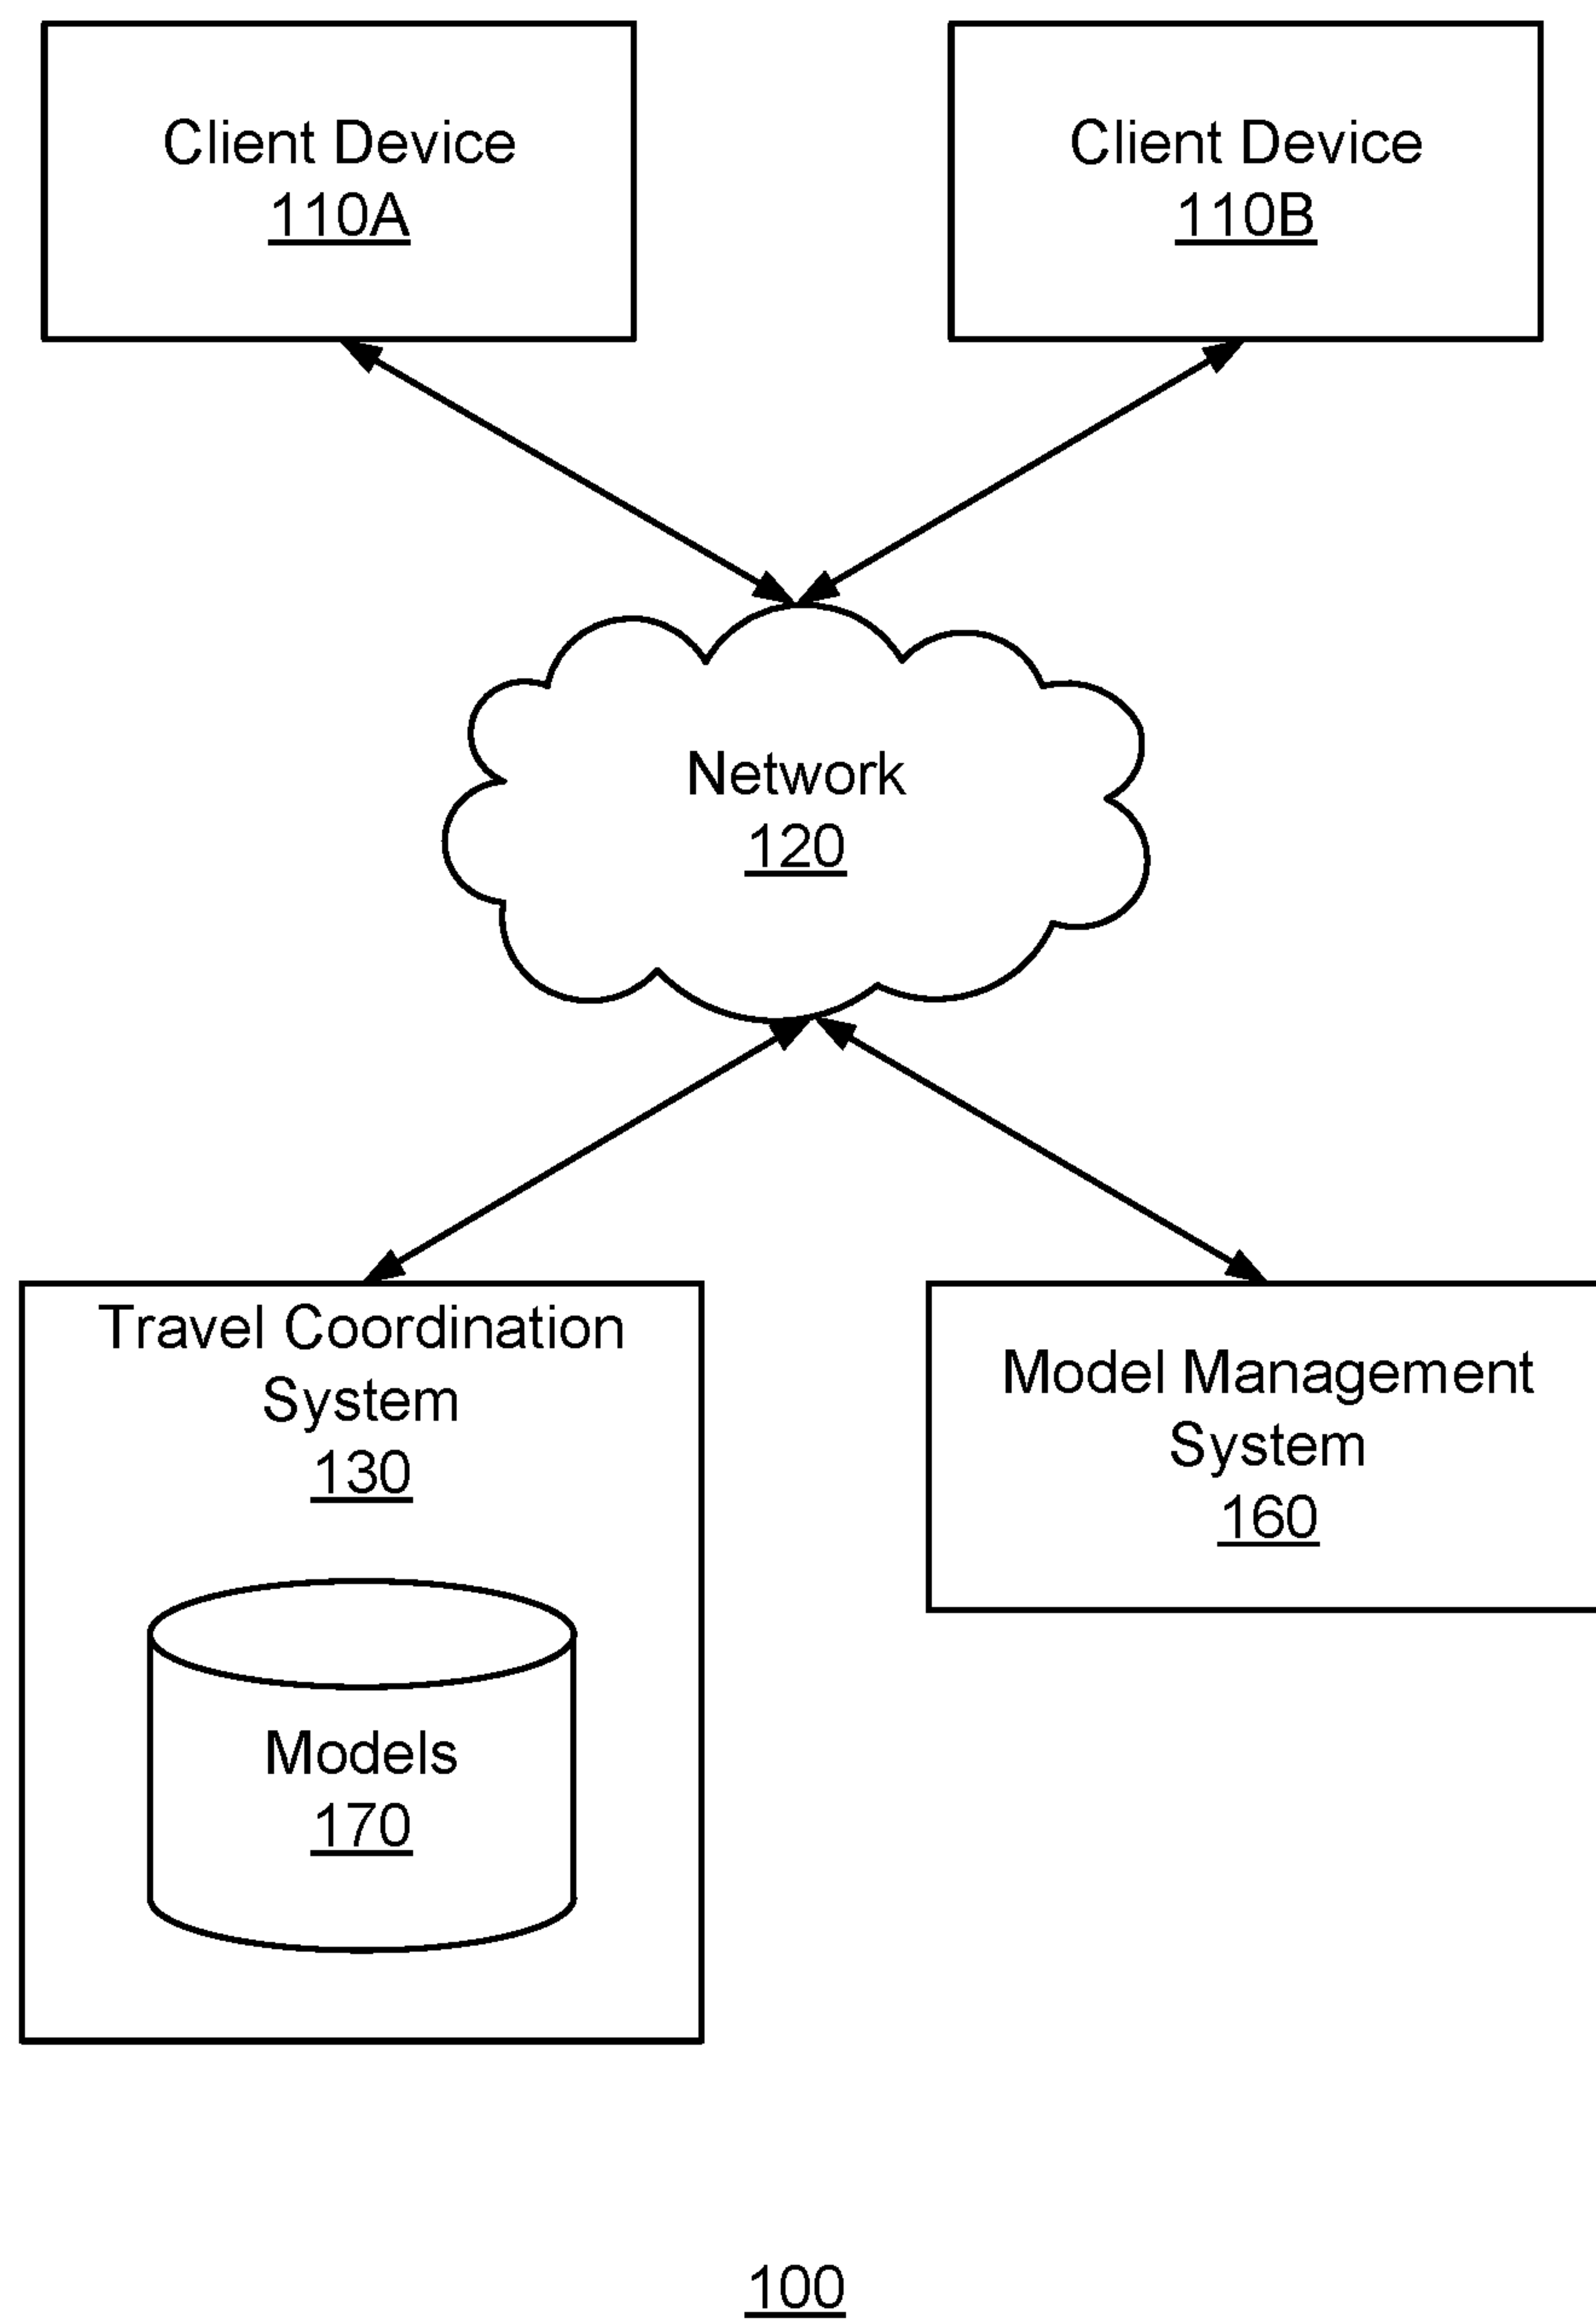 Client Device
110A
Client Device
110B
Network
120
Travel Coordination
System
130
Models
170
Model Management
System
160
100